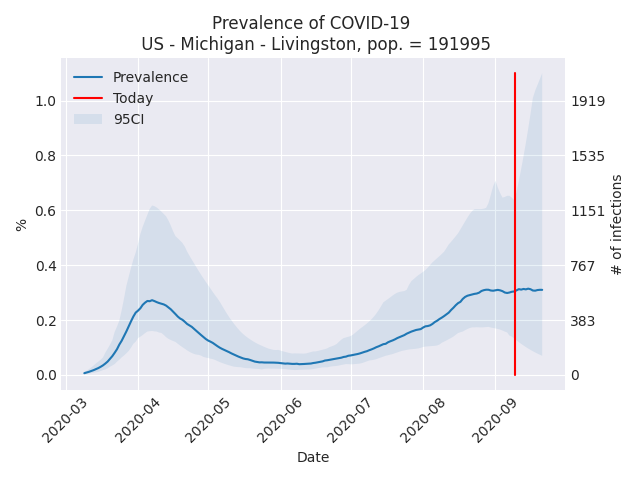 Prevalence of COVID-19
US - Michigan - Livingston, pop. = 191995
Prevalence
Today
95CI
%
1.0
0.8
0.6
0.4
0.2
0.0
1919
1535
1151
767
383
0
# of infections
2020-03
2020-04
2020-05
2020-06
2020-07
2020-08
2020-09
Date